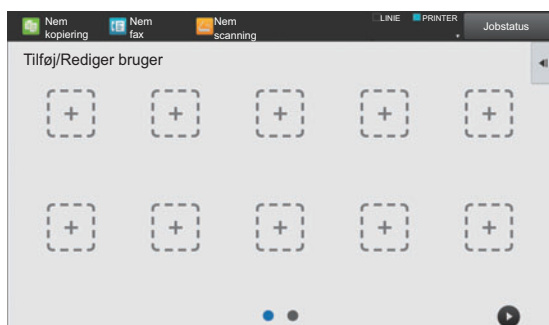 Nem
kopiering
Nem
fax
Nem
scanning
LINIE
PRINTER
Jobstatus
Tilføj/Rediger bruger